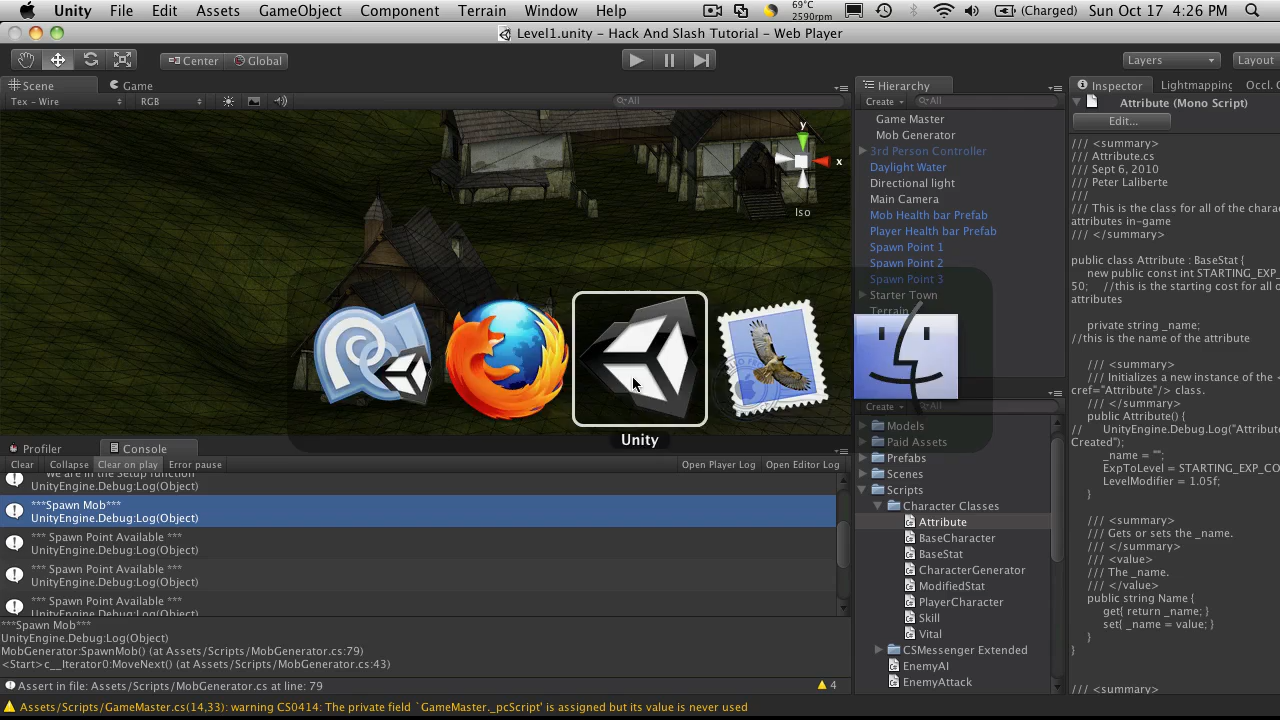 Unity File Edit Assets GameObject Component Terrain Window Help 69°C 2590rpm (Charged) Sun Oct 17 4:26 PM
Level1.unity – Hack And Slash Tutorial – Web Player
Center Global Layers Layout
Scene Game
Tex - Wire RGB All
y
x
Iso
Hierarchy
Create All
Game Master
Mob Generator
3rd Person Controller
Daylight Water
Directional light
Main Camera
Mob Health bar Prefab
Player Health bar Prefab
Spawn Point 1
Spawn Point 2
Spawn Point 3
Starter Town
Terrain
Unity
Create All
Models
Paid Assets
Prefabs
Scenes
Scripts
Character Classes
Attribute
BaseCharacter
BaseStat
CharacterGenerator
ModifiedStat
PlayerCharacter
Skill
Vital
CSMessenger Extended
EnemyAI
EnemyAttack
Inspector Lightmapping Occl.
Attribute (Mono Script)
Edit...
/// <summary>
/// Attribute.cs
/// Sept 6, 2010
/// Peter Laliberte
///
/// This is the class for all of the chara
attributes in-game
/// </summary>
public class Attribute : BaseStat {
new public const int STARTING_EXP
50; //this is the starting cost for all o
attributes
private string _name;
//this is the name of the attribute
/// <summary>
/// Initializes a new instance of the <
cref="Attribute"/> class.
/// </summary>
public Attribute() {
// UnityEngine.Debug.Log("Attribut
Created");
_name = "";
ExpToLevel = STARTING_EXP_CO
LevelModifier = 1.05f;
}
/// <summary>
/// Gets or sets the _name.
/// </summary>
/// <value>
/// The _name.
/// </value>
public string Name {
get{ return _name; }
set{ _name = value; }
}
}
/// <summary>
Profiler Console
Clear Collapse Clear on play Error pause Open Player Log Open Editor Log
We are in the Setup function
UnityEngine.Debug:Log(Object)
***Spawn Mob***
UnityEngine.Debug:Log(Object)
*** Spawn Point Available ***
UnityEngine.Debug:Log(Object)
*** Spawn Point Available ***
UnityEngine.Debug:Log(Object)
*** Spawn Point Available ***
UnityEngine.Debug:Log(Object)
***Spawn Mob***
UnityEngine.Debug:Log(Object)
MobGenerator:SpawnMob() (at Assets/Scripts/MobGenerator.cs:79)
<Start>c__Iterator0:MoveNext() (at Assets/Scripts/MobGenerator.cs:43)
Assert in file: Assets/Scripts/MobGenerator.cs at line: 79 4
Assets/Scripts/GameMaster.cs(14,33): warning CS0414: The private field `GameMaster._pcScript' is assigned but its value is never used